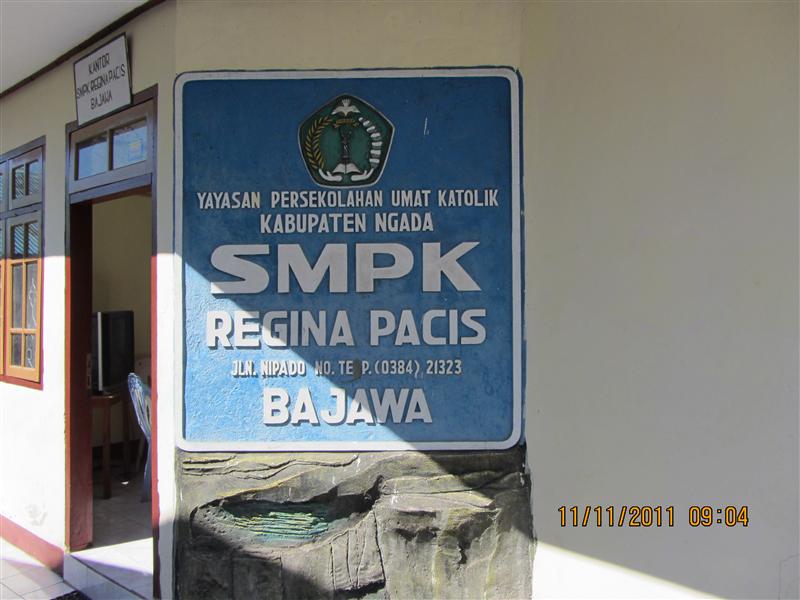 KANTOR
SMPK REGINA PACIS
BAJAWA
YAYASAN PERSEKOLAHAN UMAT KATOLIK
KABUPATEN NGADA
SMPK
REGINA PACIS
JLN. NIPADO NO. TE P. (0384) 21323
BAJAWA
11/11/2011 09:04